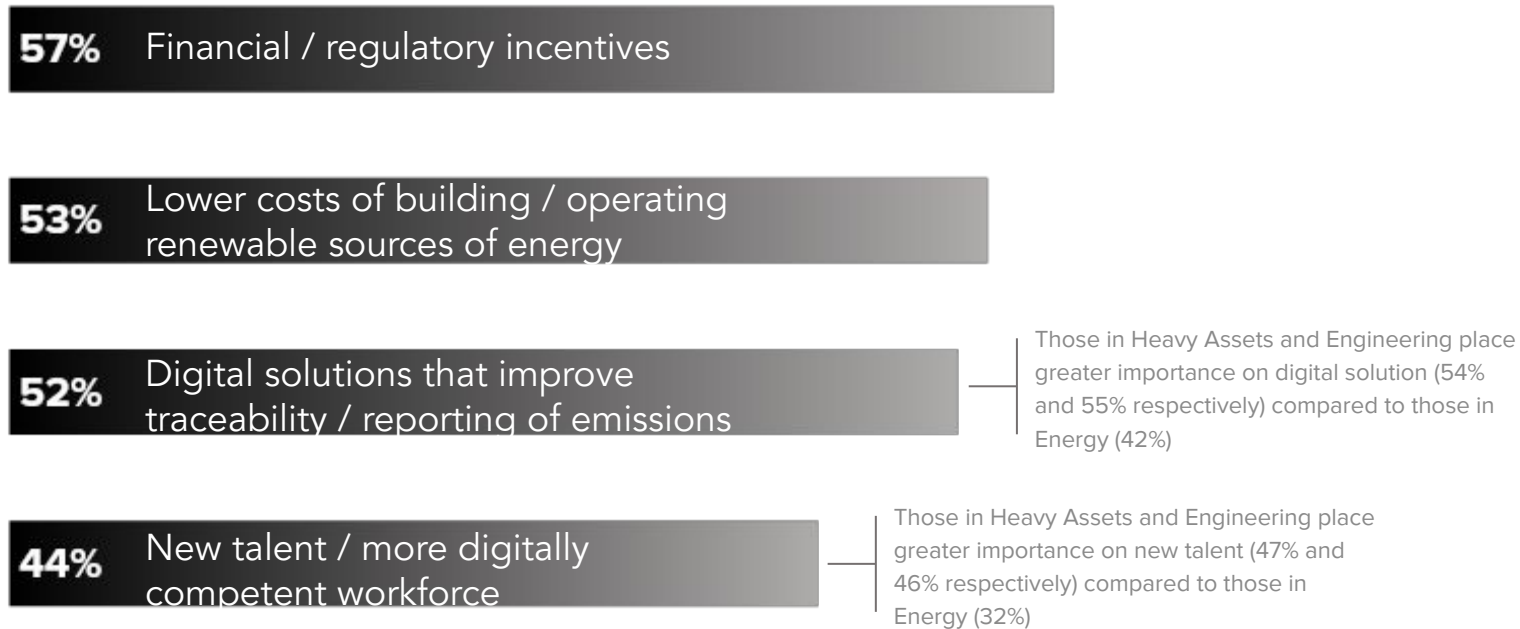 57% Financial / regulatory incentives
53% Lower costs of building / operating
renewable sources of energy
52% Digital solutions that improve
traceability / reporting of emissions
Those in Heavy Assets and Engineering place
greater importance on digital solution (54%
and 55% respectively) compared to those in
Energy (42%)
44% New talent / more digitally
competent workforce
Those in Heavy Assets and Engineering place
greater importance on new talent (47% and
46% respectively) compared to those in
Energy (32%)